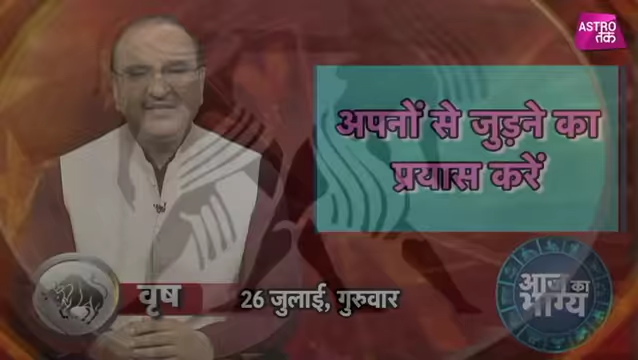 ASTRO
तक
अपनों से जुड़ने का
प्रयास करें
वृष
26 जुलाई, गुरुवार
आज का
भाग्य